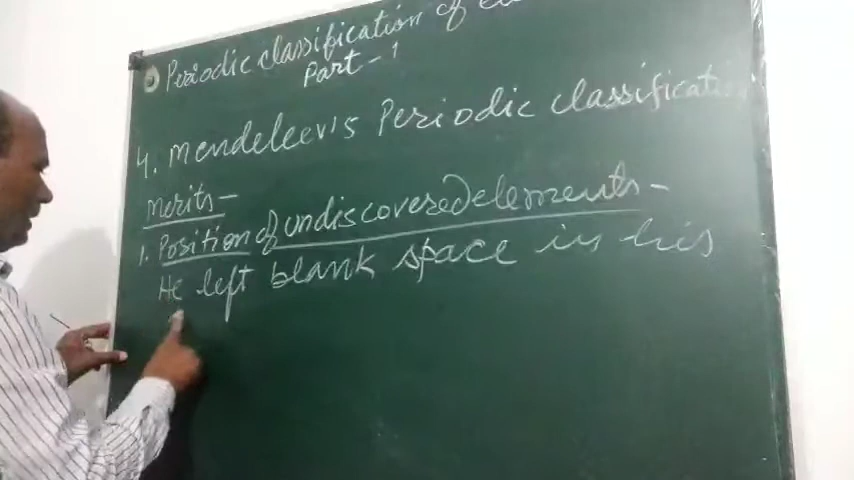 Periodic classification of
Part-1
4. Mendeleev's Periodic classification
Merits-
1. Position of undiscovered elements-
He left blank space in his